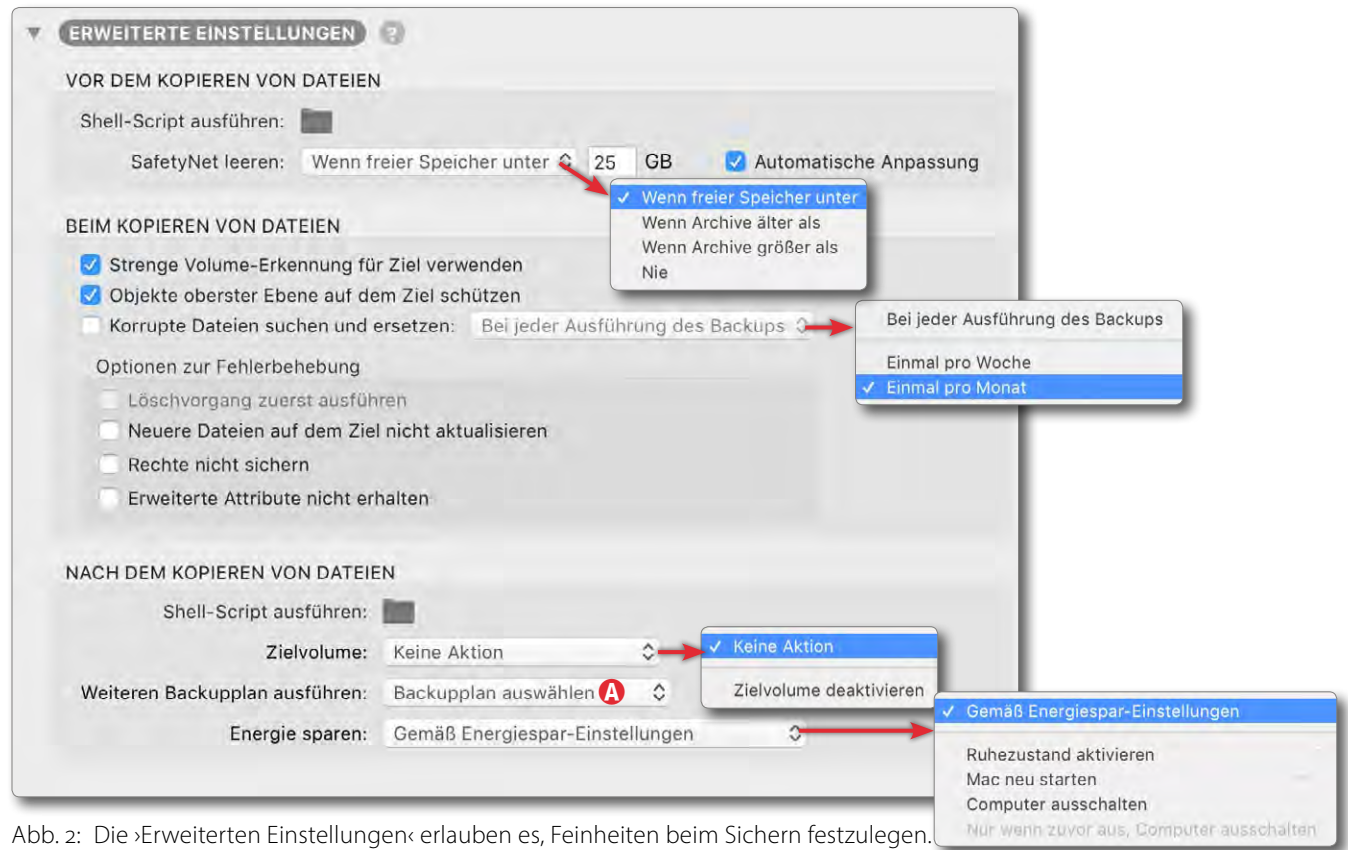 ERWEITERTE EINSTELLUNGEN ?
VOR DEM KOPIEREN VON DATEIEN
Shell-Script ausführen:
SafetyNet leeren: Wenn freier Speicher unter 25 GB Automatische Anpassung
Wenn freier Speicher unter
Wenn Archive älter als
Wenn Archive größer als
Nie
BEIM KOPIEREN VON DATEIEN
Strenge Volume-Erkennung für Ziel verwenden
Objekte oberster Ebene auf dem Ziel schützen
Korrupte Dateien suchen und ersetzen: Bei jeder Ausführung des Backups
Bei jeder Ausführung des Backups
Einmal pro Woche
Einmal pro Monat
Optionen zur Fehlerbehebung
Löschvorgang zuerst ausführen
Neuere Dateien auf dem Ziel nicht aktualisieren
Rechte nicht sichern
Erweiterte Attribute nicht erhalten
NACH DEM KOPIEREN VON DATEIEN
Shell-Script ausführen:
Zielvolume: Keine Aktion
Keine Aktion
Zielvolume deaktivieren
Weiteren Backupplan ausführen: Backupplan auswählen A
Energie sparen: Gemäß Energiespar-Einstellungen
Gemäß Energiespar-Einstellungen
Ruhezustand aktivieren
Mac neu starten
Computer ausschalten
Nur wenn zuvor aus, Computer ausschalten
Abb. 2: Die ›Erweiterten Einstellungen‹ erlauben es, Feinheiten beim Sichern festzulegen.